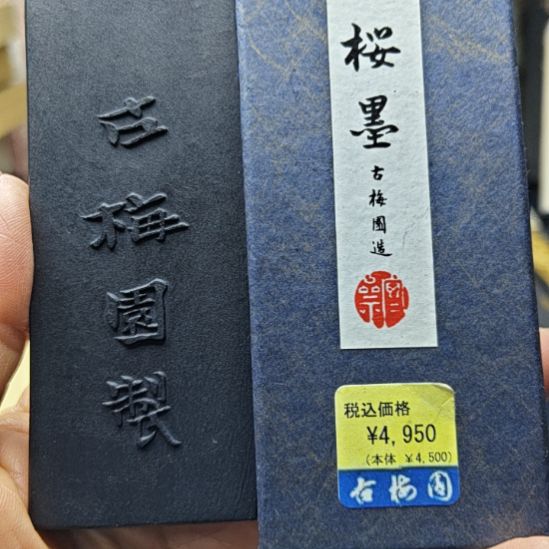 古梅園製
桜墨
古梅園造
税込価格
¥4,950
(本体 ¥4,500)
古梅園